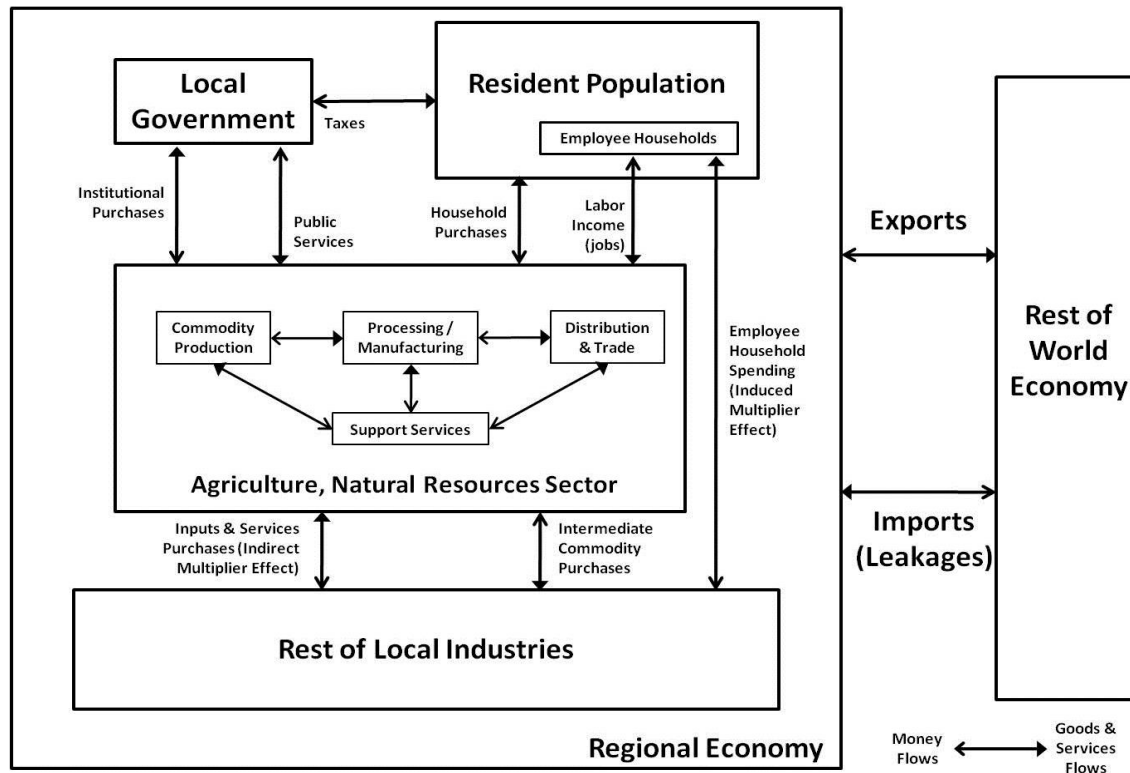 Local
Government
Taxes
Resident Population
Employee Households
Institutional
Purchases
Public
Services
Household
Purchases
Labor
Income
(jobs)
Commodity
Production
Processing /
Manufacturing
Distribution
& Trade
Support Services
Agriculture, Natural Resources Sector
Employee
Household
Spending
(Induced
Multiplier
Effect)
Inputs & Services
Purchases (Indirect
Multiplier Effect)
Intermediate
Commodity
Purchases
Rest of Local Industries
Regional Economy
Exports
Imports
(Leakages)
Rest of
World
Economy
Money
Flows
Goods &
Services
Flows